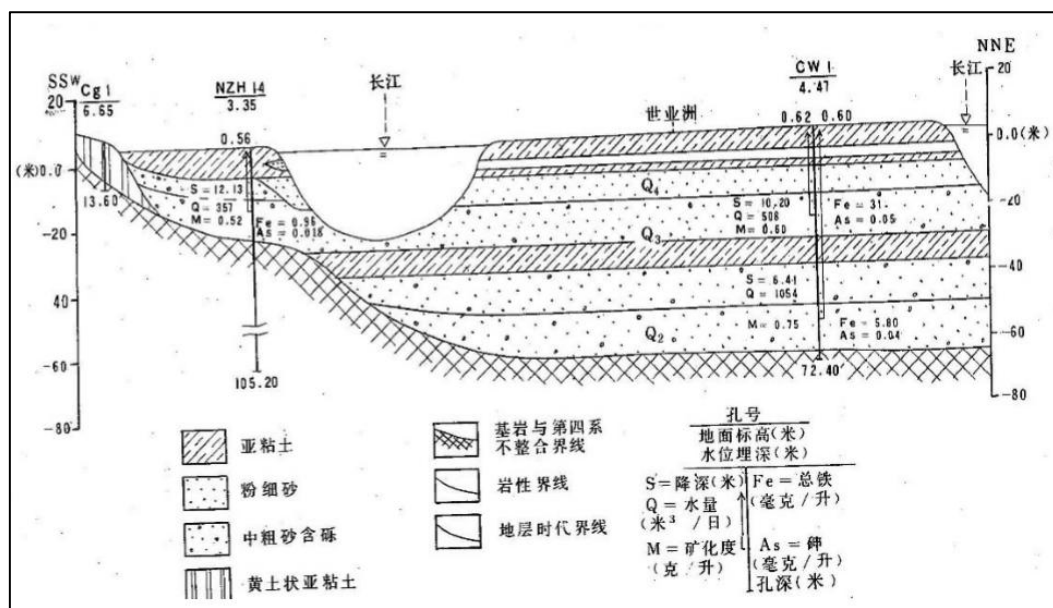 SSW
NNE
Cg 1
6.65
NZH 14
3.35
长江
CW 1
4.47
长江
20
20
0.56
世业洲
0.62 0.60
0.0(米)
(米)0.0
13.60
S = 12.13
Q = 357
M = 0.52
Fe = 0.96
As = 0.016
Q4
S = 10.20
Q = 508
M = 0.60
Fe = 31.
As = 0.05
-20
-20
Q3
-40
-40
S = 6.41
Q = 1054
M = 0.75
Fe = 5.80
As = 0.04
Q2
-60
-60
105.20
72.40
-80
-80
亚粘土
粉细砂
中粗砂含砾
黄土状亚粘土
基岩与第四系
不整合界线
岩性界线
地层时代界线
孔号
地面标高(米)
水位埋深(米)
S=降深(米)
Q=水量
(米³/日)
M=矿化度
(克/升)
Fe=总铁
(毫克/升)
As=砷
(毫克/升)
孔深(米)